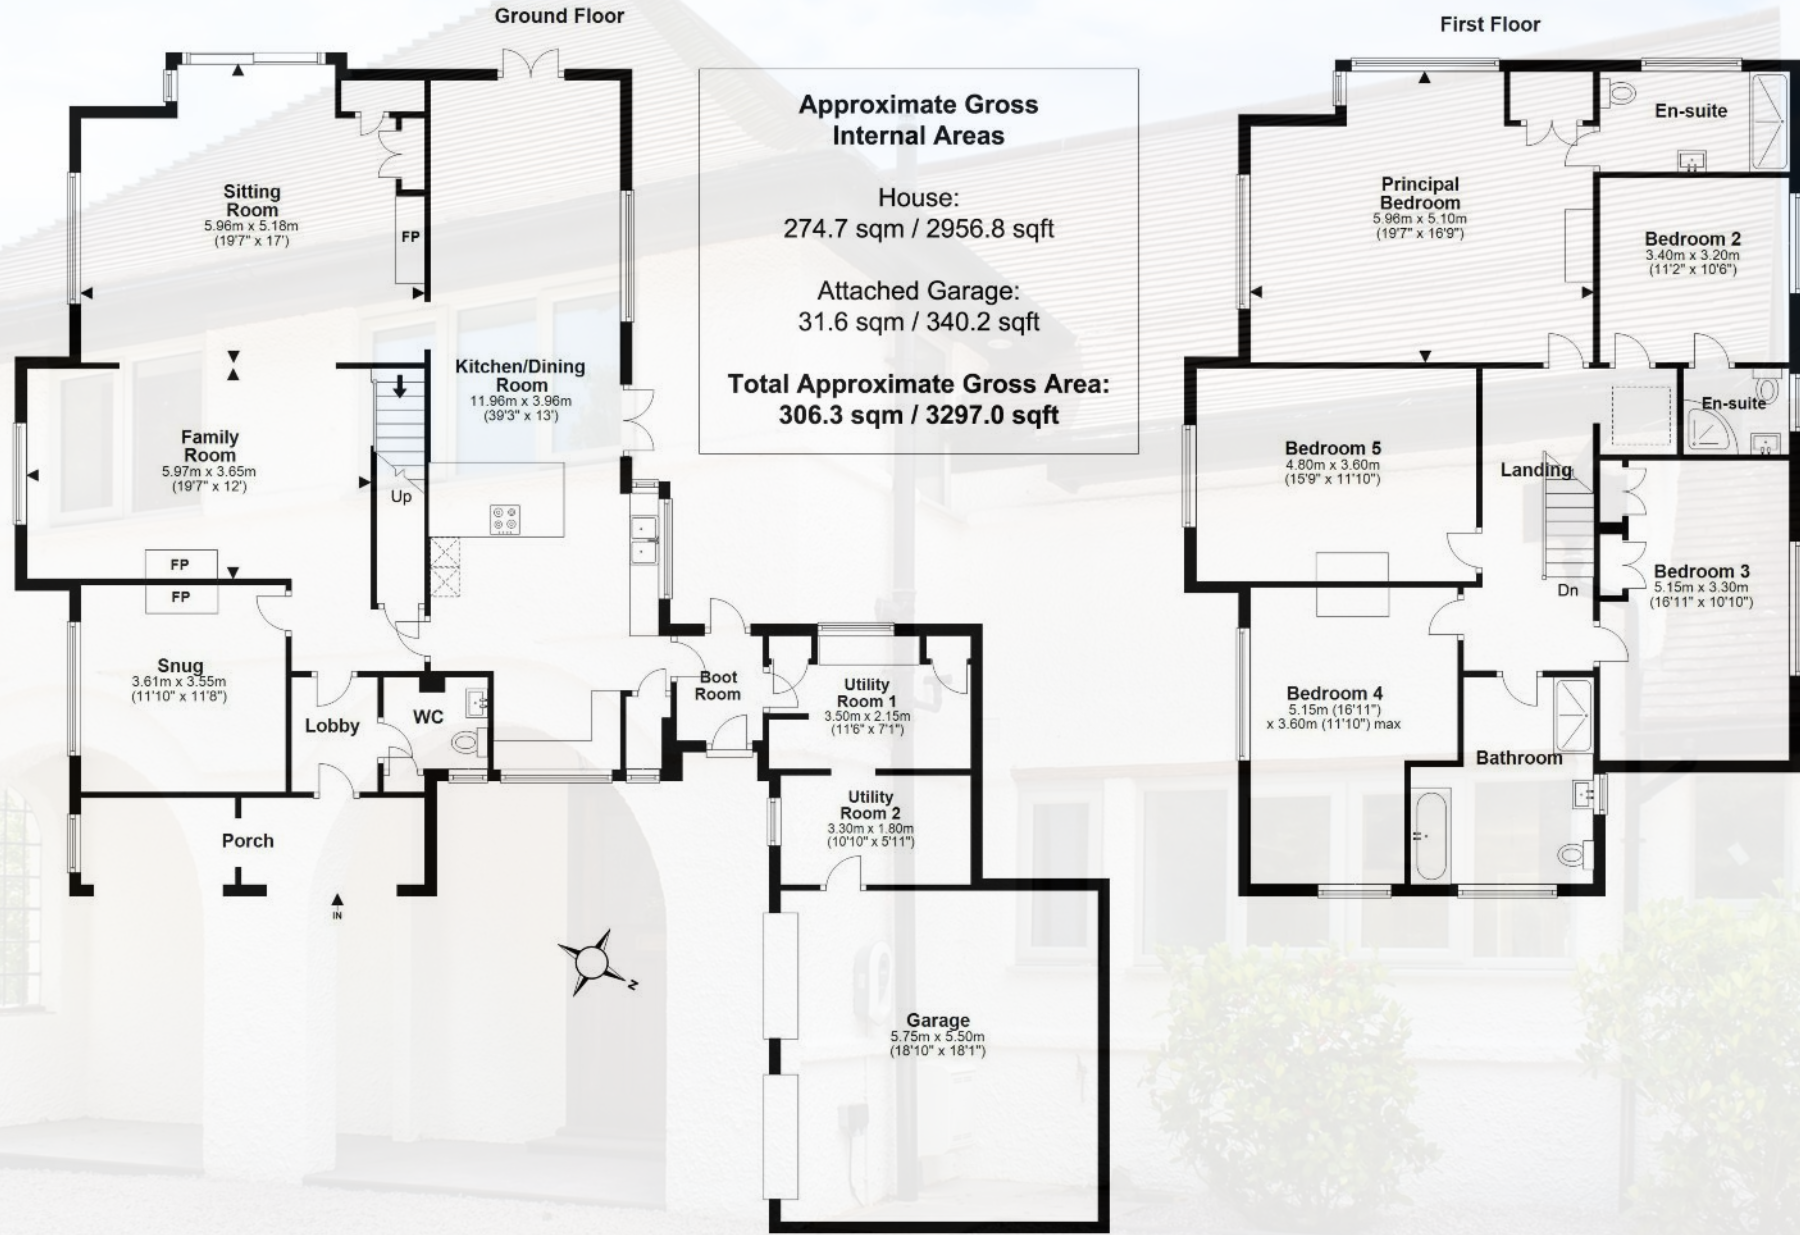 Ground Floor
First Floor
Approximate Gross
Internal Areas
House:
274.7 sqm / 2956.8 sqft
Attached Garage:
31.6 sqm / 340.2 sqft
Total Approximate Gross Area:
306.3 sqm / 3297.0 sqft
Sitting
Room
5.96m x 5.18m
(19'7" x 17')
FP
Kitchen/Dining
Room
11.96m x 3.96m
(39'3" x 13')
Family
Room
5.97m x 3.65m
(19'7" x 12')
Up
FP
FP
Snug
3.61m x 3.55m
(11'10" x 11'8")
Lobby
WC
Boot
Room
Utility
Room 1
3.50m x 2.15m
(11'6" x 7'1")
Utility
Room 2
3.30m x 1.80m
(10'10" x 5'11")
Porch
IN
N
Garage
5.75m x 5.50m
(18'10" x 18'1")
En-suite
Principal
Bedroom
5.96m x 5.10m
(19'7" x 16'9")
Bedroom 2
3.40m x 3.20m
(11'2" x 10'6")
En-suite
Bedroom 5
4.80m x 3.60m
(15'9" x 11'10")
Landing
Dn
Bedroom 3
5.15m x 3.30m
(16'11" x 10'10")
Bedroom 4
5.15m (16'11")
x 3.60m (11'10") max
Bathroom